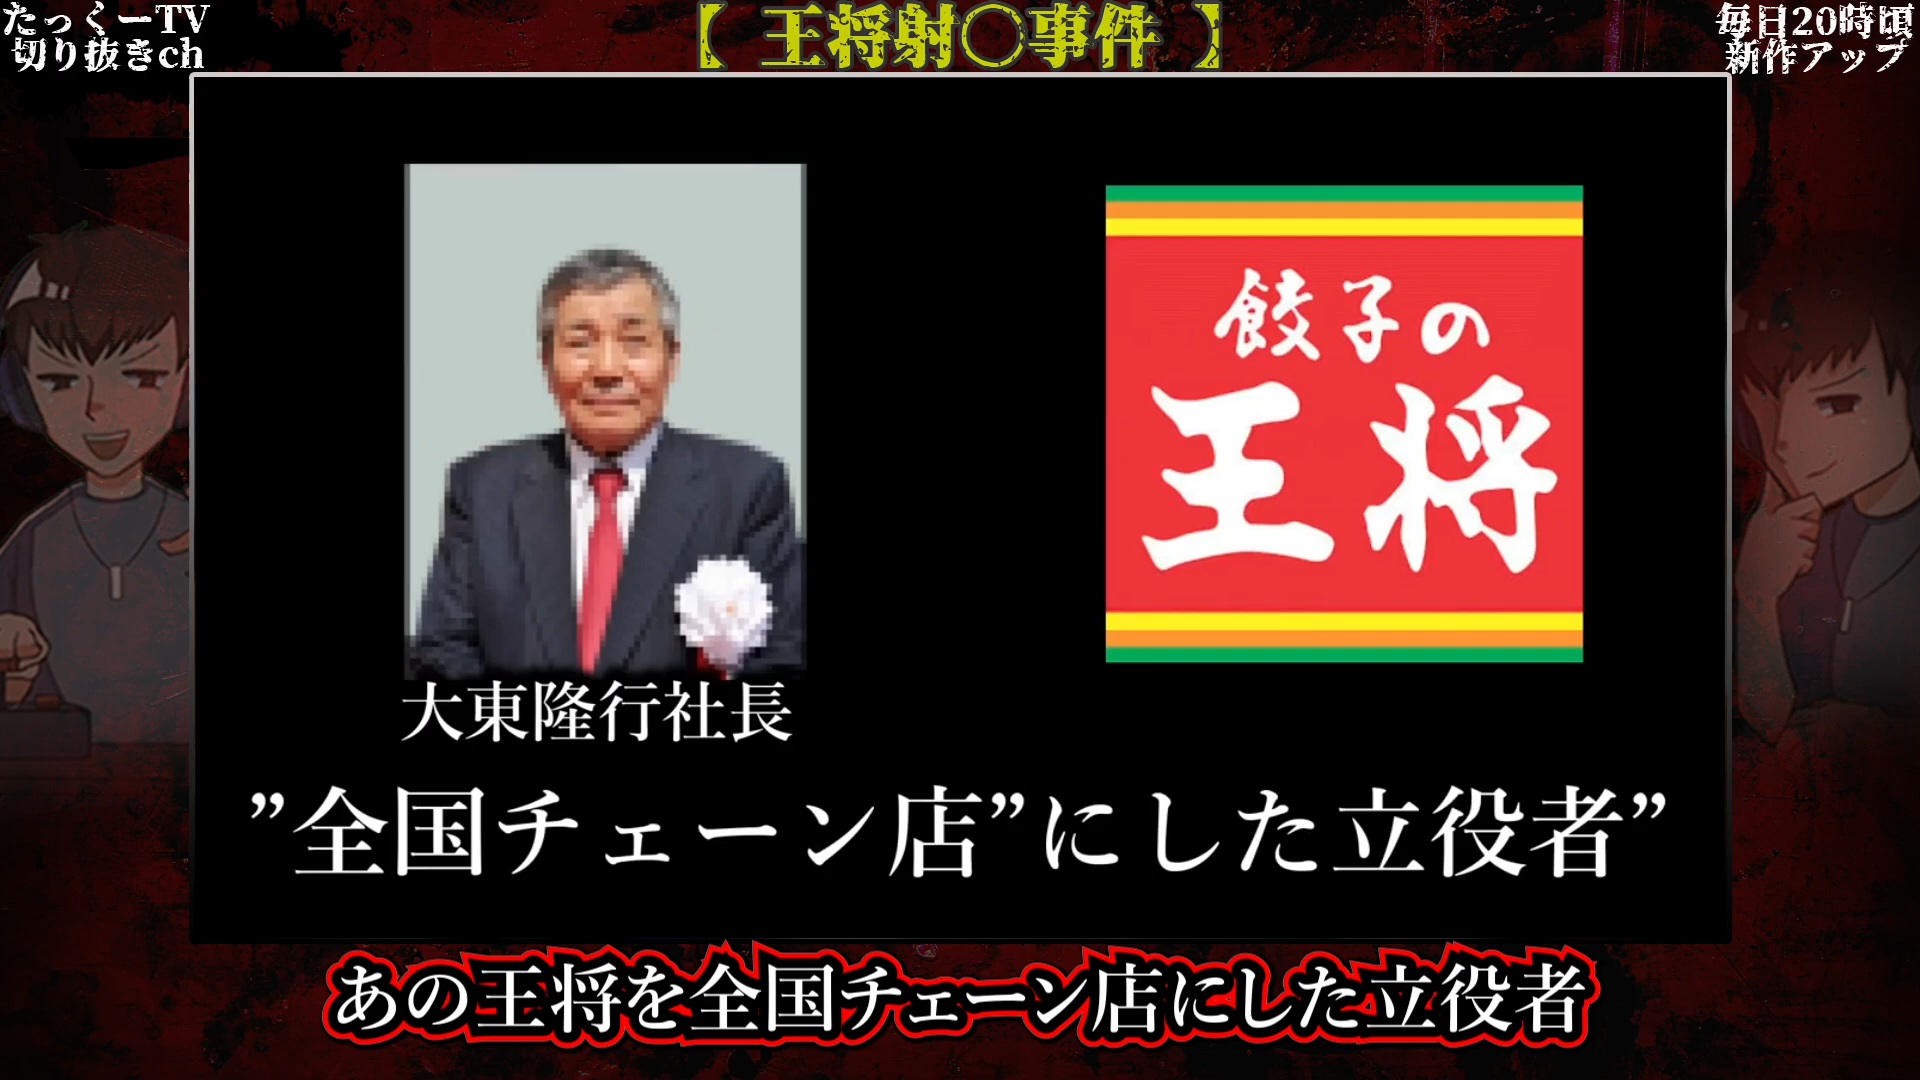 たっくーTV
切り抜きch
【 王将射〇事件 】
毎日20時頃
新作アップ
餃子の
王将
大東隆行社長
”全国チェーン店”にした立役者”
あの王将を全国チェーン店にした立役者